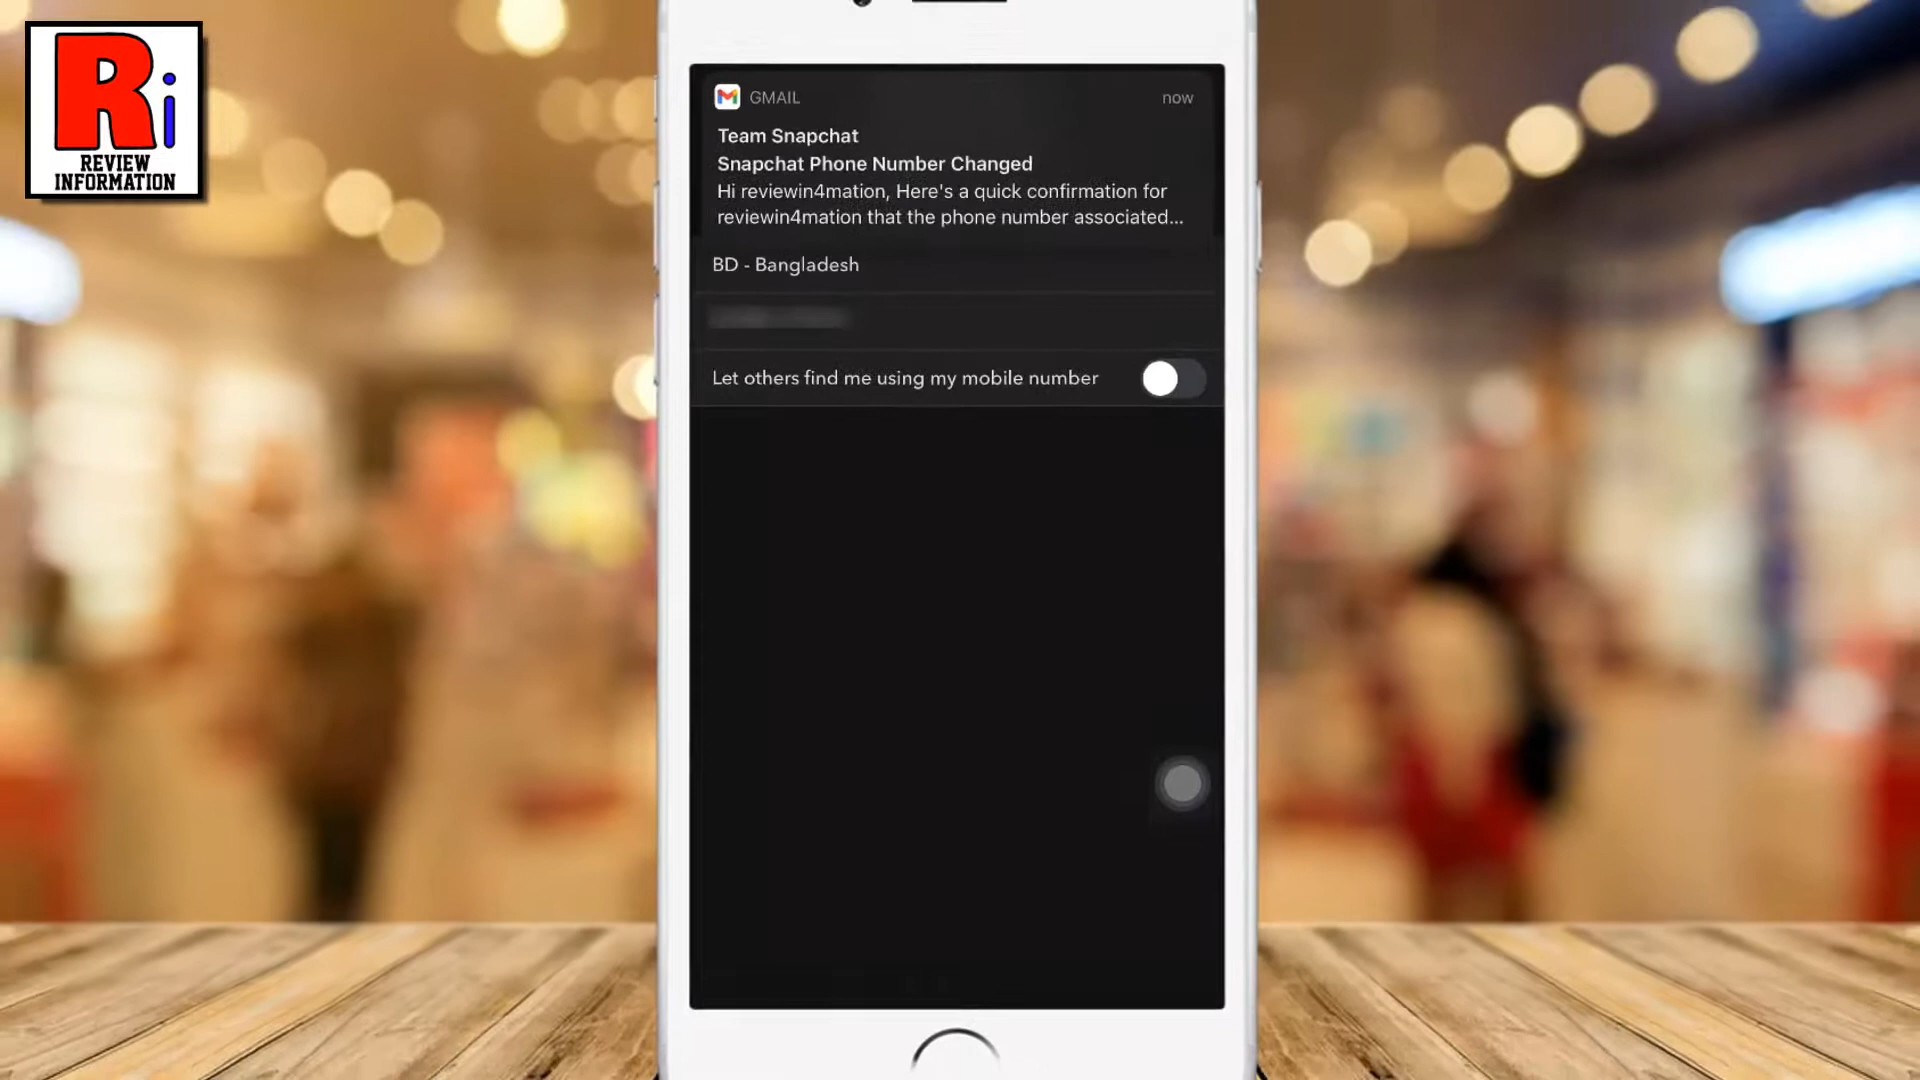 Ri
REVIEW
INFORMATION
GMAIL
now
Team Snapchat
Snapchat Phone Number Changed
Hi reviewin4mation, Here's a quick confirmation for
reviewin4mation that the phone number associated...
BD - Bangladesh
Let others find me using my mobile number